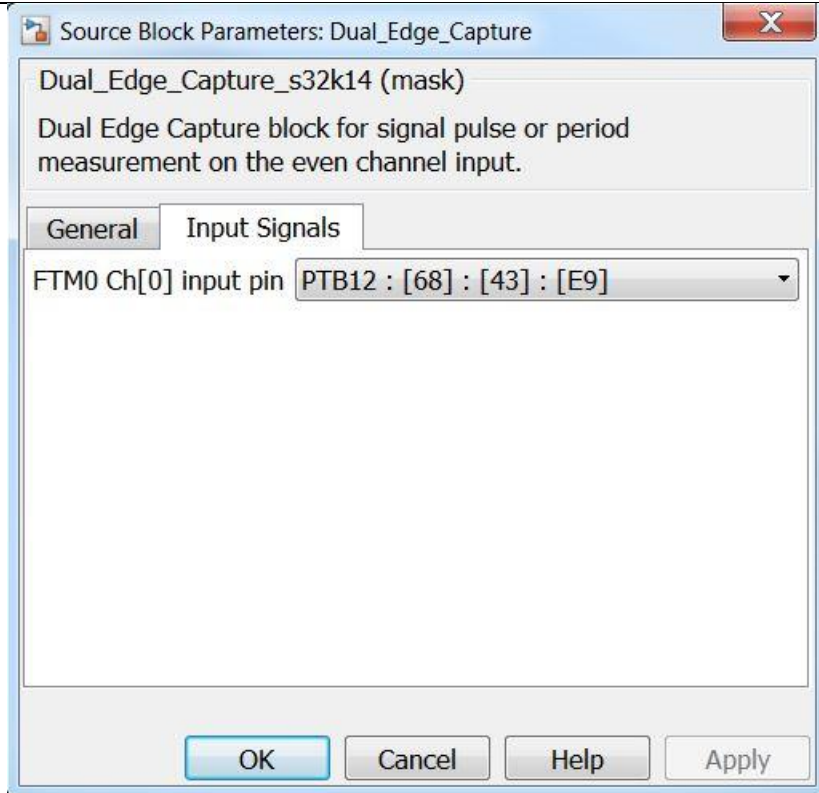 Source Block Parameters: Dual_Edge_Capture
X
Dual_Edge_Capture_s32k14 (mask)
Dual Edge Capture block for signal pulse or period
measurement on the even channel input.
General Input Signals
FTM0 Ch[0] input pin PTB12 : [68] : [43] : [E9]
OK Cancel Help Apply